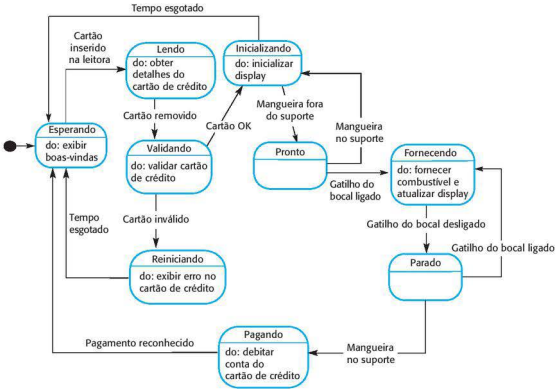 Tempo esgotado
Cartão
inserido
na leitora
Lendo
do: obter
detalhes do
cartão de crédito
Inicializando
do: inicializar
display
Cartão removido
Cartão OK
Mangueira fora
do suporte
Mangueira
no suporte
Esperando
do: exibir
boas-vindas
Validando
do: validar cartão
de crédito
Pronto
Gatilho do
bocal ligado
Fornecendo
do: fornecer
combustível e
atualizar display
Tempo
esgotado
Cartão inválido
Gatilho do bocal desligado
Gatilho do bocal ligado
Reiniciando
do: exibir erro no
cartão de crédito
Parado
Pagamento reconhecido
Pagando
do: debitar
conta do
cartão de crédito
Mangueira
no suporte